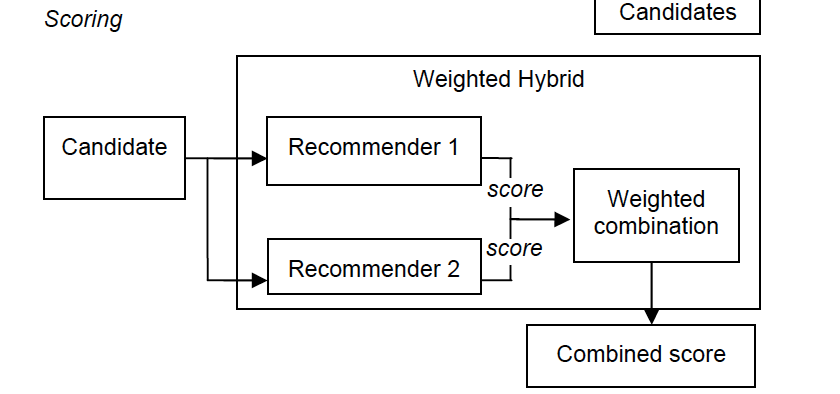 Scoring
Candidates
Weighted Hybrid
Candidate
Recommender 1
score
Weighted
combination
score
Recommender 2
Combined score